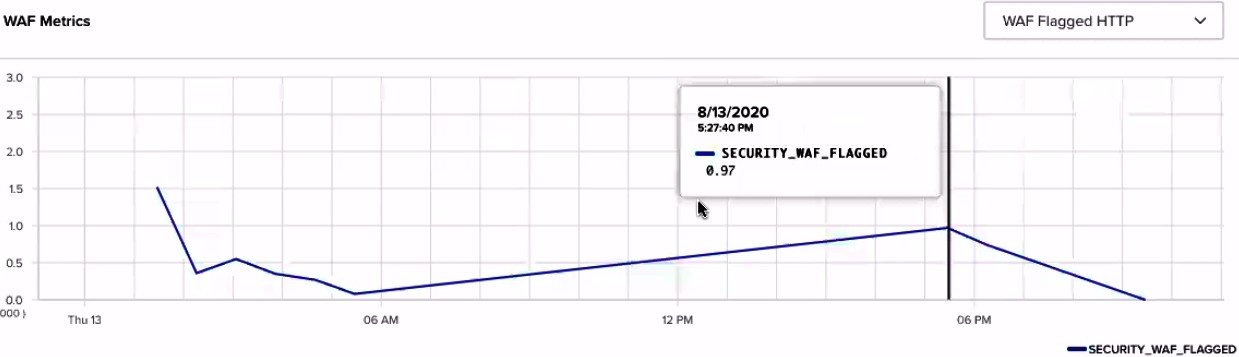 WAF Metrics
WAF Flagged HTTP
3.0
8/13/2020
2.5
5:27:40 PM
SECURITY_WAF_FLAGGED
2.0
0.97
1.5
1.0
0.5
0.0
000 )
Thu 13
06 AM
12 PM
06 PM
SECURITY_WAF_FLAGGED